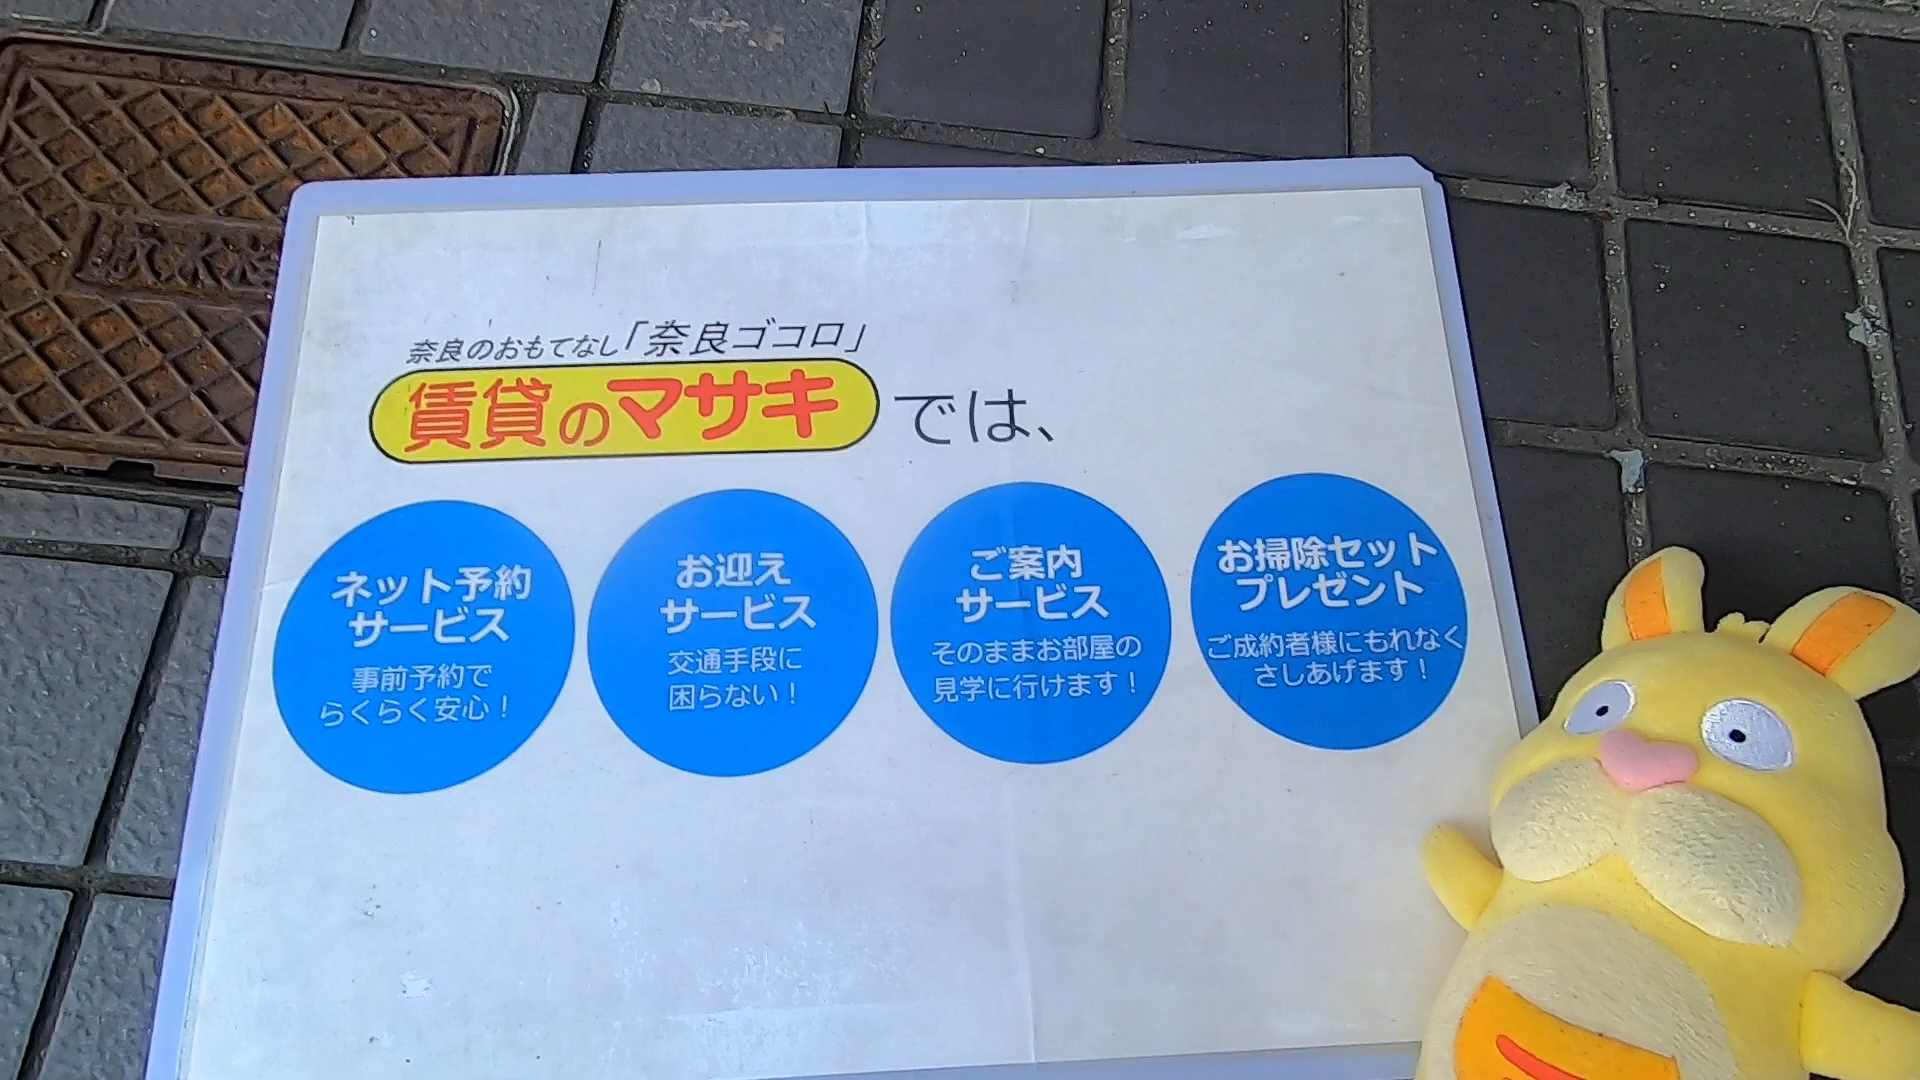 奈良のおもてなし「奈良ゴコロ」
賃貸のマサキでは、
ネット予約
サービス
事前予約で
らくらく安心！
お迎え
サービス
交通手段に
困らない！
ご案内
サービス
そのままお部屋の
見学に行けます！
お掃除セット
プレゼント
ご成約者様にもれなく
さしあげます！